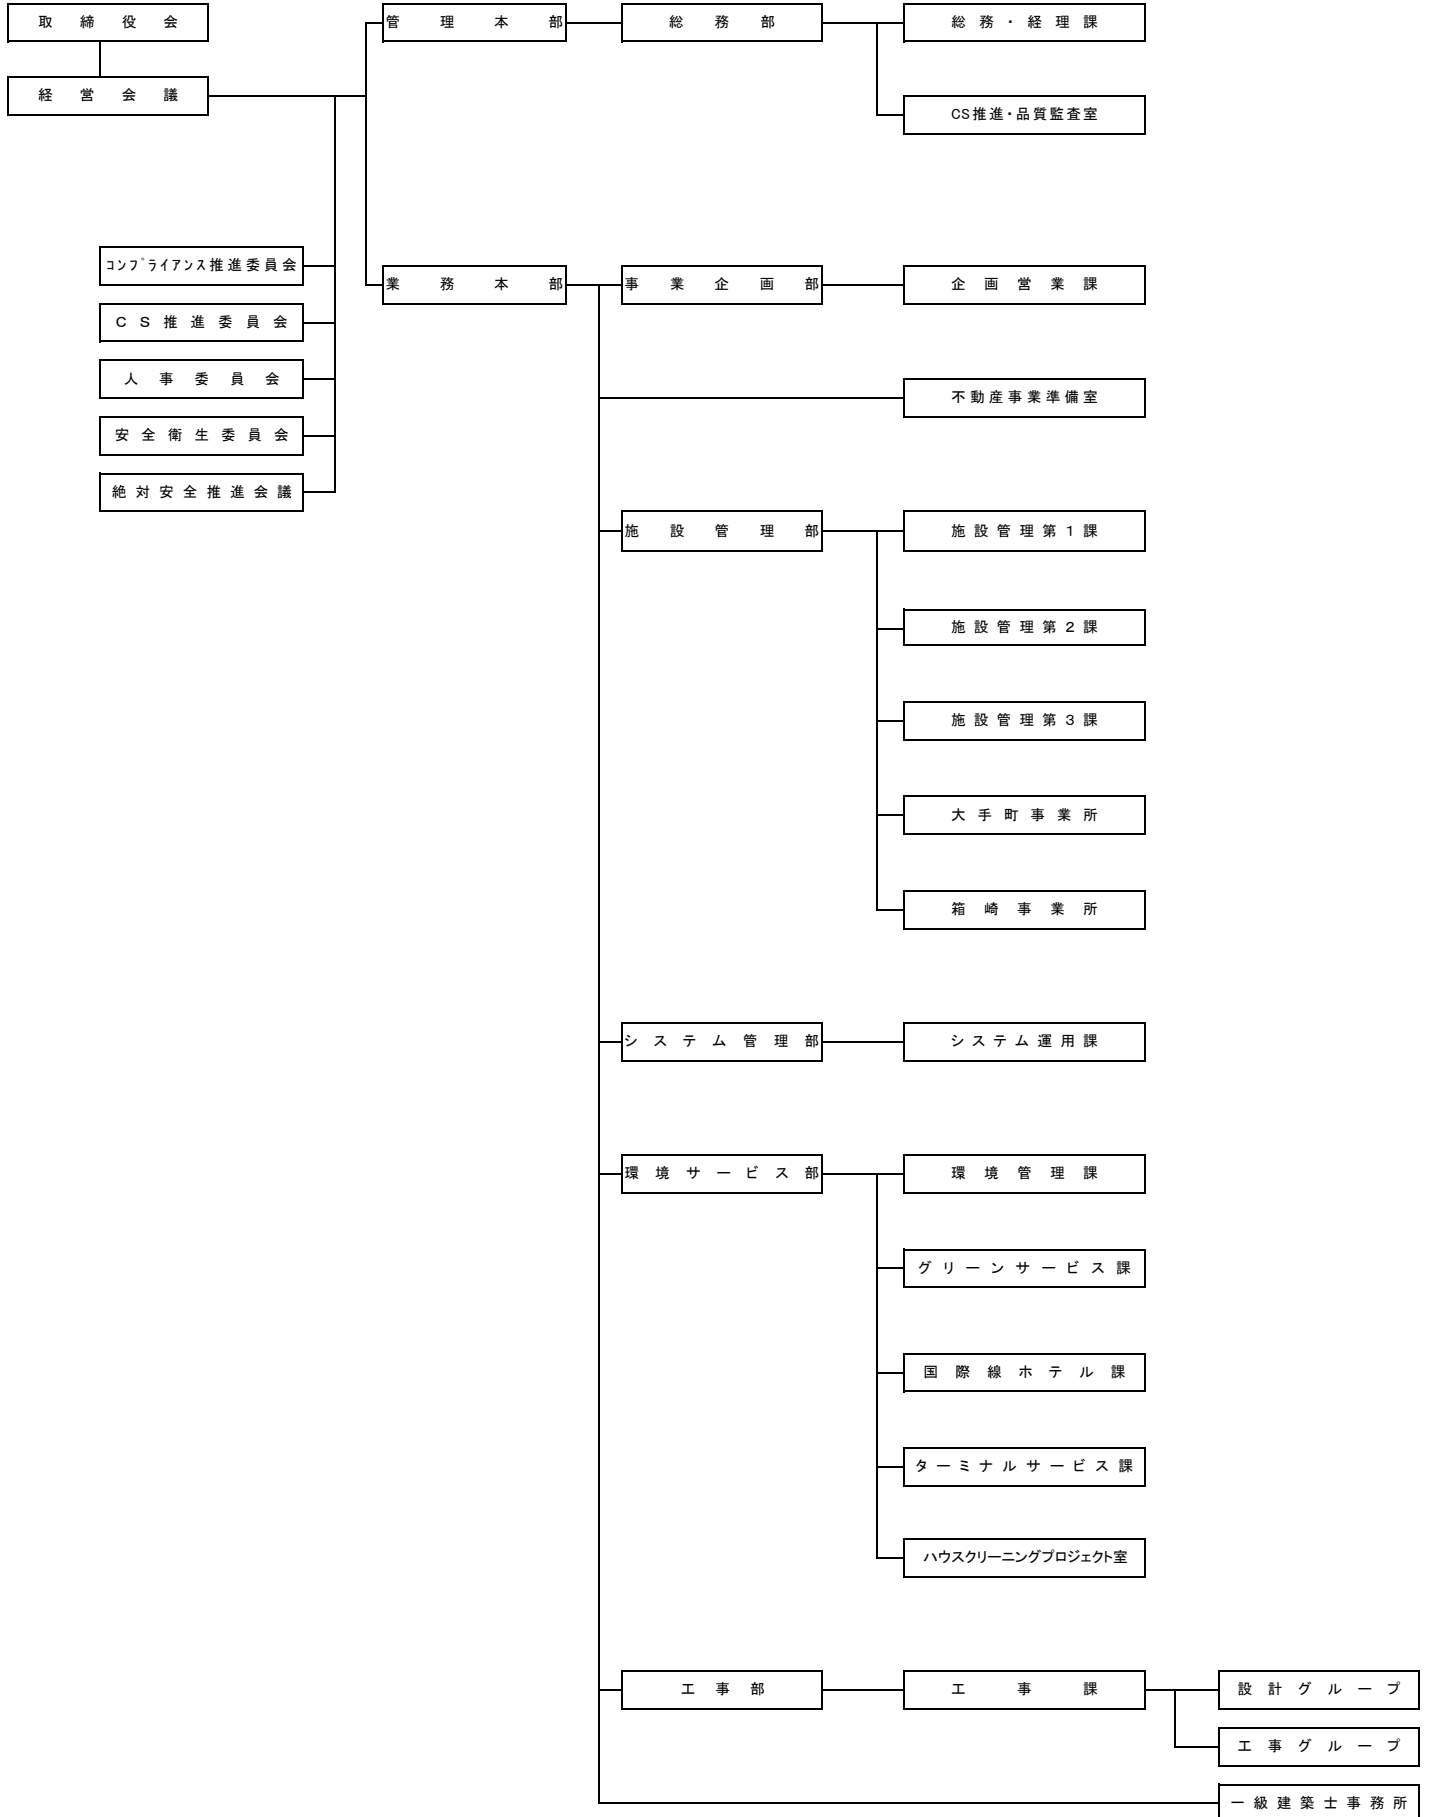 取締役会
経営会議
コンプライアンス推進委員会
CS推進委員会
人事委員会
安全衛生委員会
絶対安全推進会議
管理本部
総務部
総務・経理課
CS推進・品質監査室
業務本部
事業企画部
企画営業課
不動産事業準備室
施設管理部
施設管理第1課
施設管理第2課
施設管理第3課
大手町事業所
箱崎事業所
システム管理部
システム運用課
環境サービス部
環境管理課
グリーンサービス課
国際線ホテル課
ターミナルサービス課
ハウスクリーニングプロジェクト室
工事部
工事課
設計グループ
工事グループ
一級建築士事務所